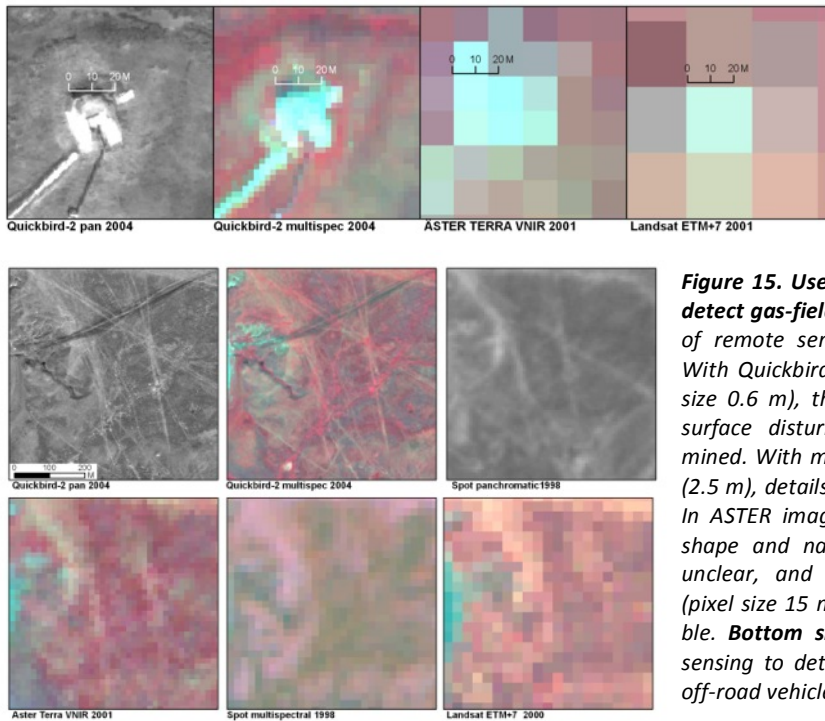 0 10 20 M
0 10 20 M
0 10 20 M
0 10 20 M
Quickbird-2 pan 2004
Quickbird-2 multispec 2004
ASTER TERRA VNIR 2001
Landsat ETM+7 2001
0 100 200
M
Quickbird-2 pan 2004
Quickbird-2 multispec 2004
Spot panchromatic1998
Aster Terra VNIR 2001
Spot multispectral 1998
Landsat ETM+7 2000
Figure 15. Use
detect gas-field
of remote sen
With Quickbird
size 0.6 m), th
surface distur
mined. With m
(2.5 m), details
In ASTER imag
shape and na
unclear, and
(pixel size 15 m
ble. Bottom s
sensing to det
off-road vehicle